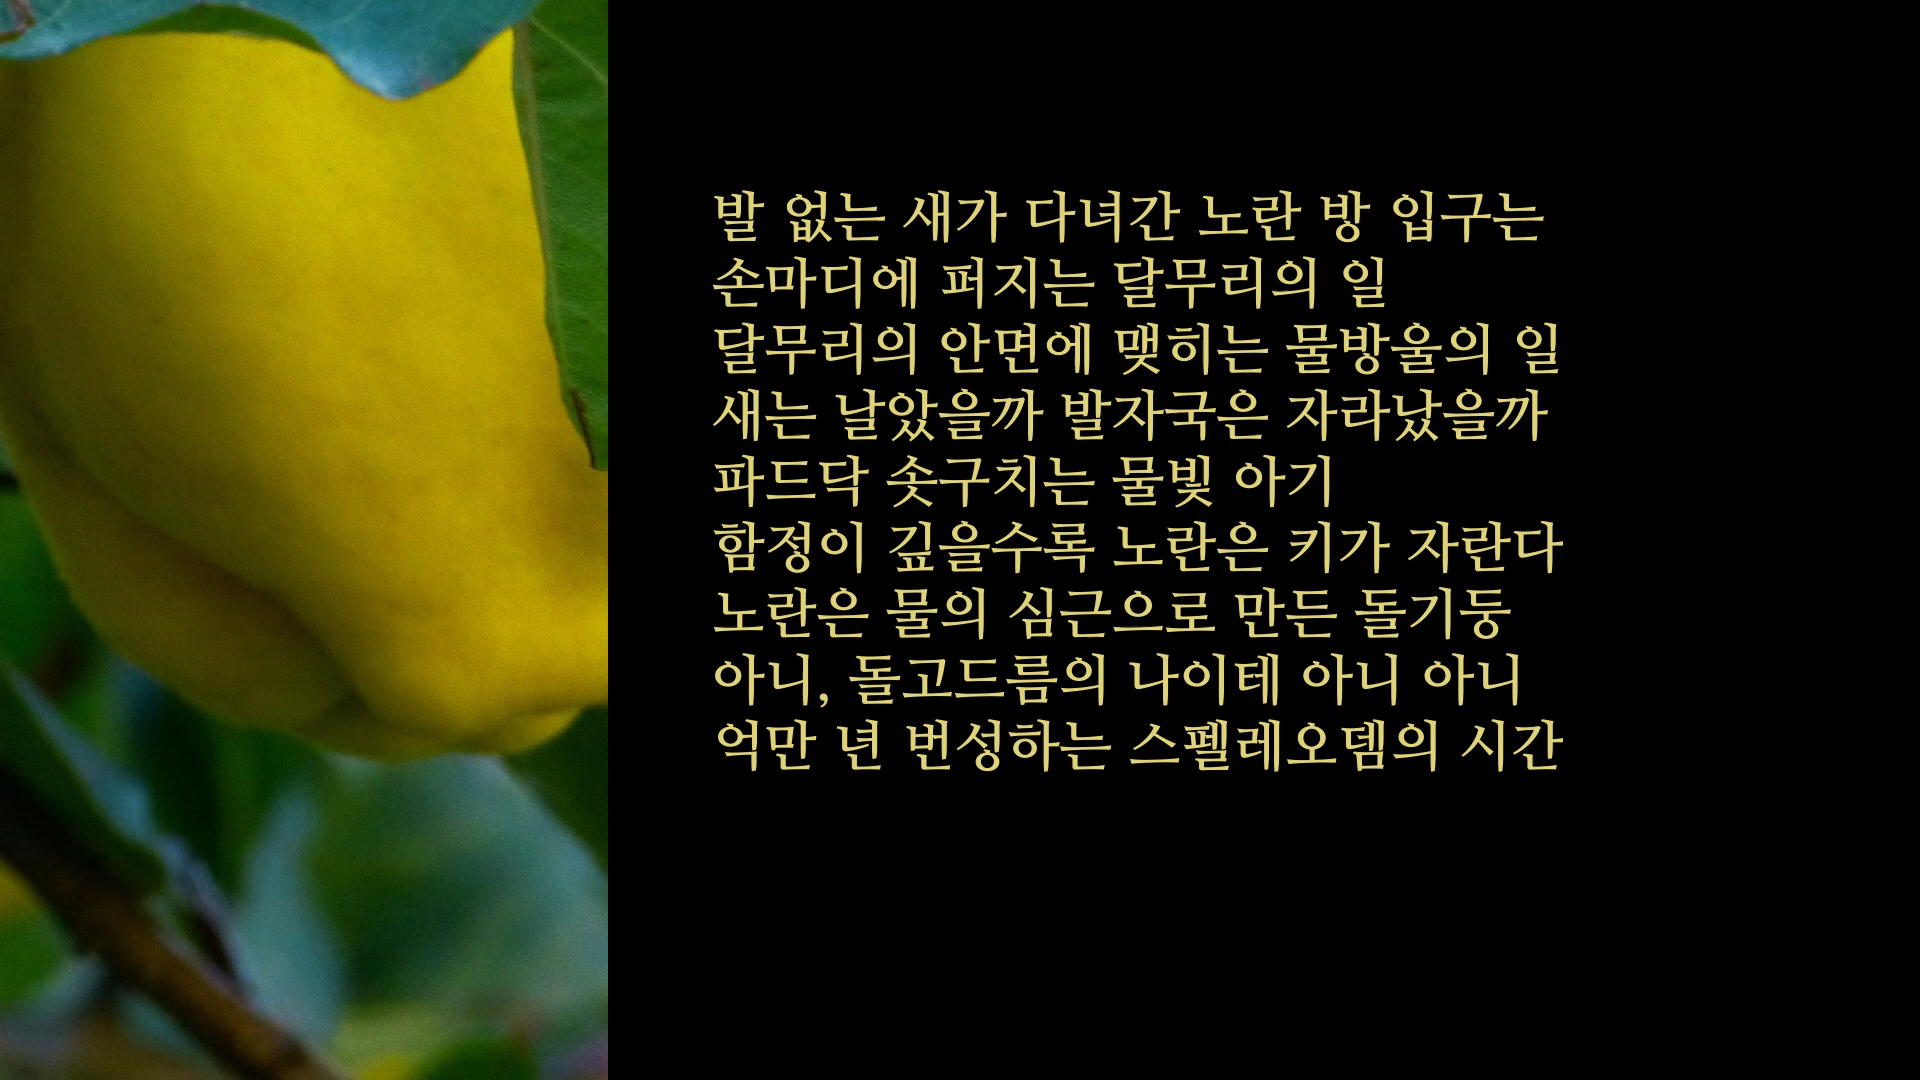 발 없는 새가 다녀간 노란 방 입구는
손마디에 퍼지는 달무리의 일
달무리의 안면에 맺히는 물방울의 일
새는 날았을까 발자국은 자라났을까
파드닥 솟구치는 물빛 아기
함정이 깊을수록 노란은 키가 자란다
노란은 물의 심근으로 만든 돌기둥
아니, 돌고드름의 나이테 아니 아니
억만 년 번성하는 스펠레오뎀의 시간